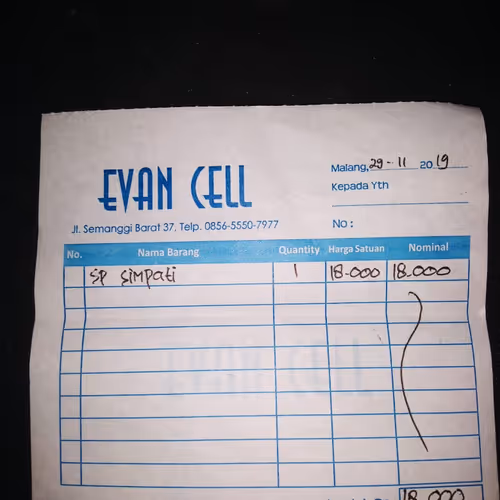 EVAN CELL
Jl. Semanggi Barat 37, Telp. 0856-5550-7977
Malang, 29-11 2019
Kepada Yth
No :
No. Nama Barang Quantity Harga Satuan Nominal
SP Simpati 1 18.000 18.000
18.000